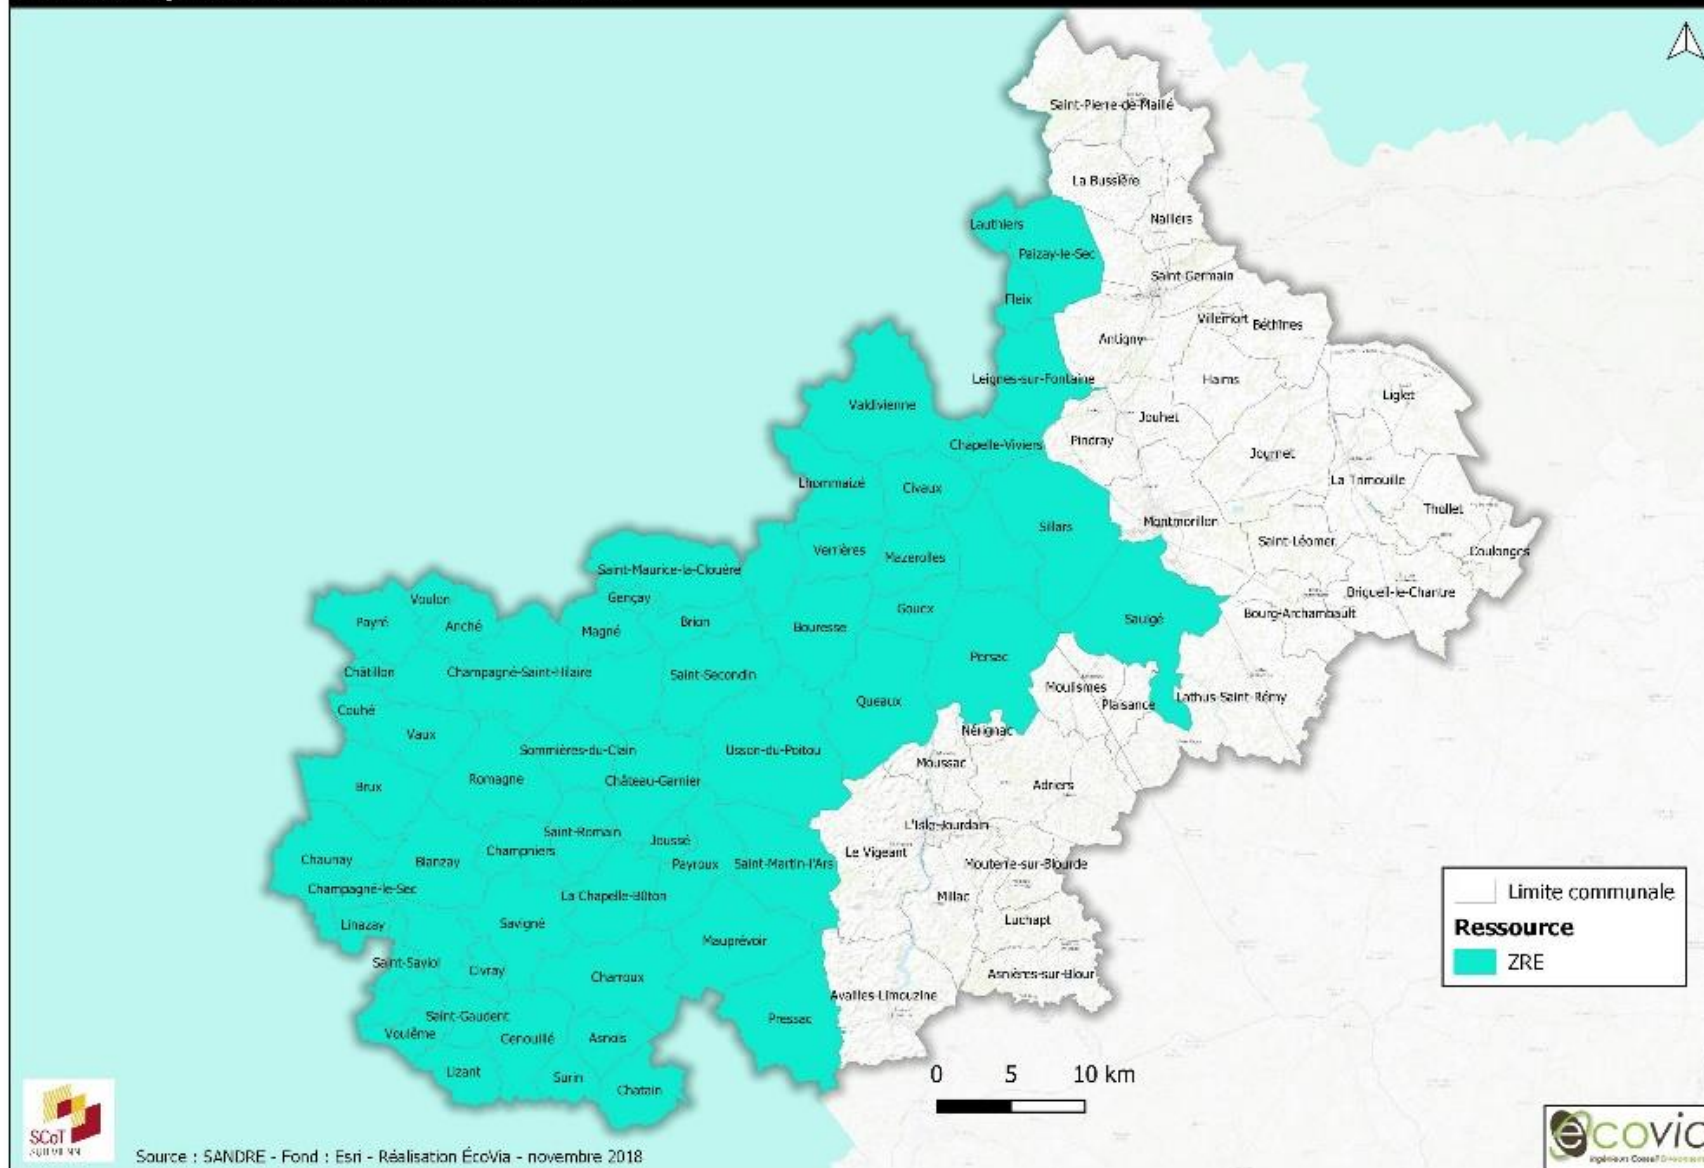 Saint-Pierre-de-Maillé
La Bussière
Nalliers
Lauthiers
Paizay-le-Sec
Saint-Germain
Fleix
Villemort
Béthines
Antigny
Leignes-sur-Fontaine
Haims
Liglet
Valdivienne
Jouhet
Chapelle-Viviers
Pindray
Journet
La Trimouille
Lhommaizé
Civaux
Thollet
Sillars
Montmorillon
Saint-Léomer
Coulonges
Verrières
Mazerolles
Saint-Maurice-la-Clouère
Brigueil-le-Chantre
Voulon
Gençay
Gouex
Bourg-Archambault
Payré
Anché
Magné
Brion
Bouresse
Saulgé
Persac
Châtillon
Champagné-Saint-Hilaire
Saint-Secondin
Moulismes
Lathus-Saint-Rémy
Queaux
Plaisance
Couhé
Vaux
Nérignac
Sommières-du-Clain
Usson-du-Poitou
Moussac
Romagne
Château-Garnier
Brux
Adriers
L'Isle-Jourdain
Saint-Romain
Joussé
Champniers
Le Vigeant
Chaunay
Blanzay
Payroux
Saint-Martin-l'Ars
Mouterre-sur-Blourde
Champagné-le-Sec
La Chapelle-Bâton
Millac
Linazay
Savigné
Luchapt
Mauprévoir
Saint-Saviol
Civray
Charroux
Asnières-sur-Blour
Availles-Limouzine
Saint-Gaudent
Pressac
Voulême
Genouillé
Asnois
Lizant
Surin
Chatain
Limite communale
Ressource
ZRE
0 5 10 km
SCoT
Source : SANDRE - Fond : Esri - Réalisation ÉcoVia - novembre 2018
écovia